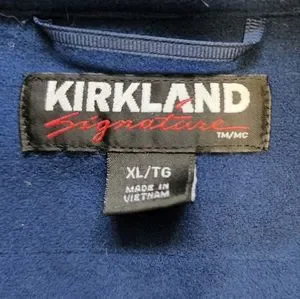 KIRKLAND
Signature
TM/MC
XL/TG
MADE IN
VIETNAM